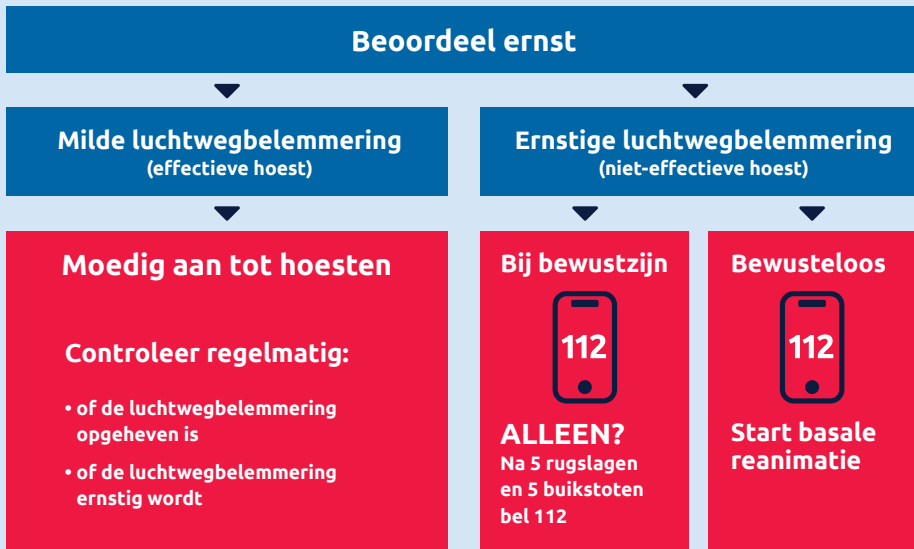 Beoordeel ernst
Milde luchtwegbelemmering
(effectieve hoest)
Ernstige luchtwegbelemmering
(niet-effectieve hoest)
Moedig aan tot hoesten
Controleer regelmatig:
• of de luchtwegbelemmering
opgeheven is
• of de luchtwegbelemmering
ernstig wordt
Bij bewustzijn
112
ALLEEN?
Na 5 rugslagen
en 5 buikstoten
bel 112
Bewusteloos
112
Start basale
reanimatie